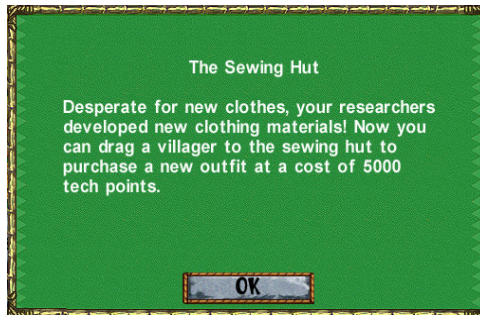 The Sewing Hut
Desperate for new clothes, your researchers
developed new clothing materials! Now you
can drag a villager to the sewing hut to
purchase a new outfit at a cost of 5000
tech points.
OK